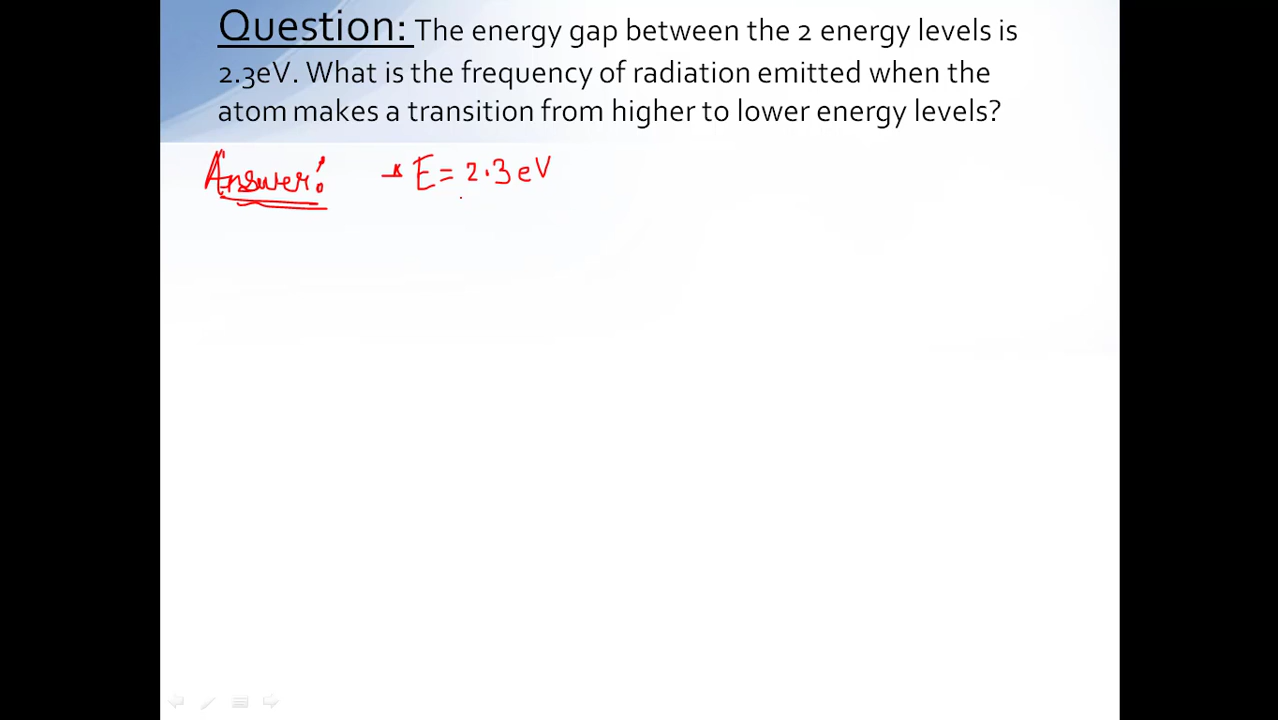 Question: The energy gap between the 2 energy levels is
2.3eV. What is the frequency of radiation emitted when the
atom makes a transition from higher to lower energy levels?
Answer: * E = 2.3 eV